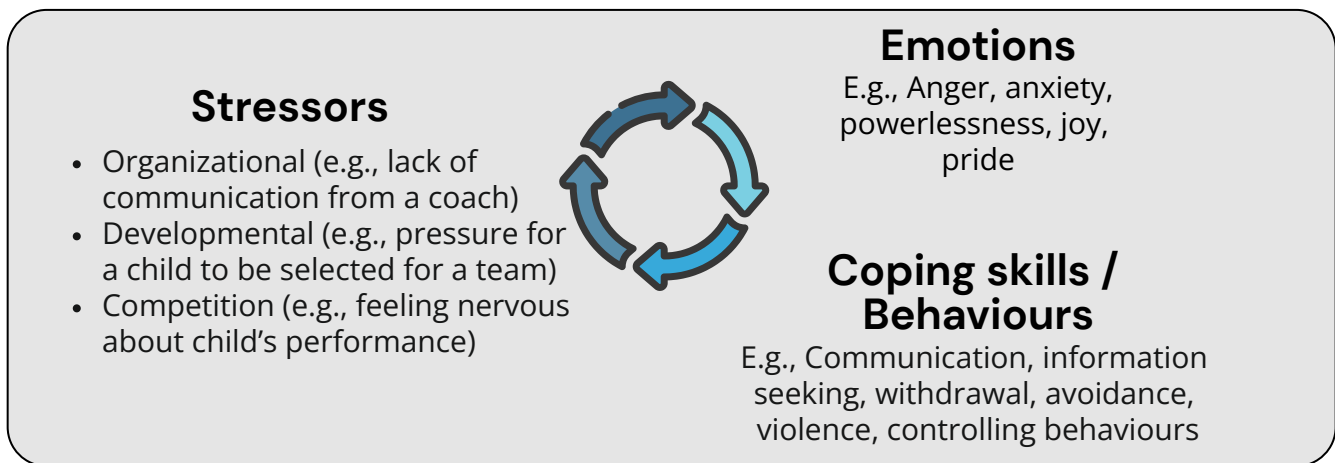 Stressors
• Organizational (e.g., lack of
communication from a coach)
• Developmental (e.g., pressure for
a child to be selected for a team)
• Competition (e.g., feeling nervous
about child’s performance)
Emotions
E.g., Anger, anxiety,
powerlessness, joy,
pride
Coping skills /
Behaviours
E.g., Communication, information
seeking, withdrawal, avoidance,
violence, controlling behaviours